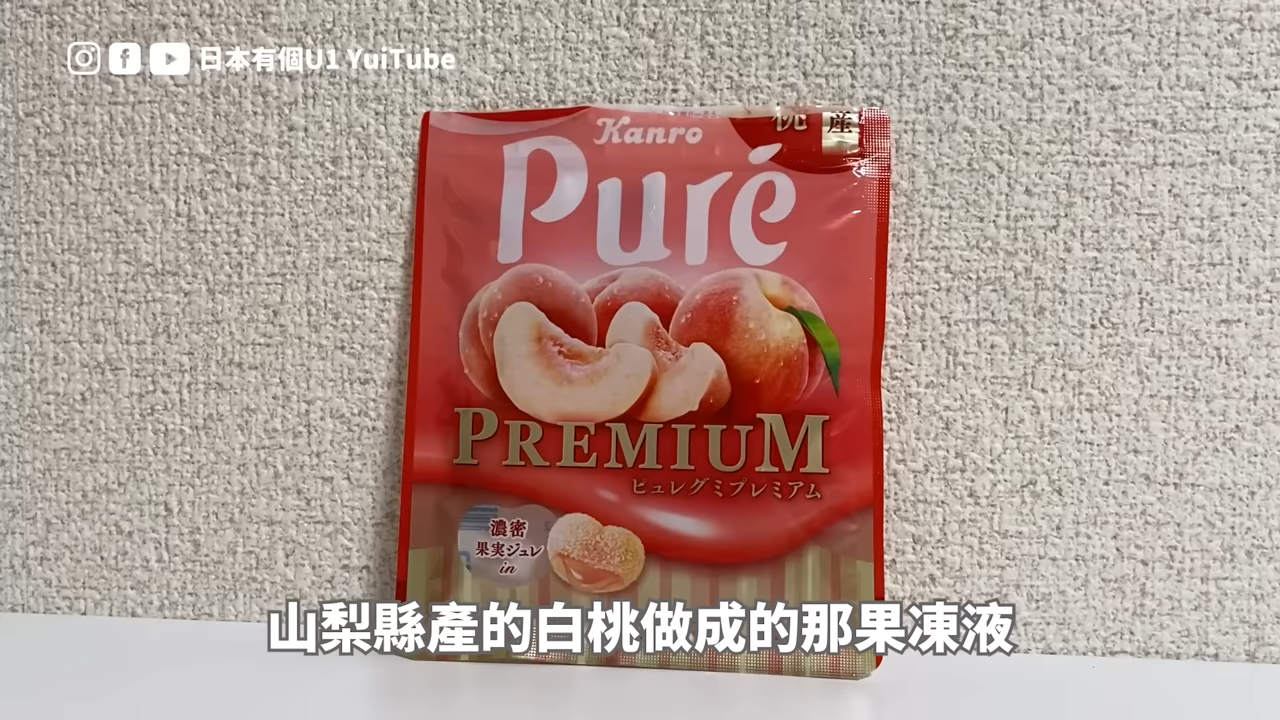 日本有個U1 YuiTube
桃 産
Kanro
Puré
PREMIUM
ピュレグミプレミアム
濃密
果実ジュレ
in
山梨縣產的白桃做成的那果凍液